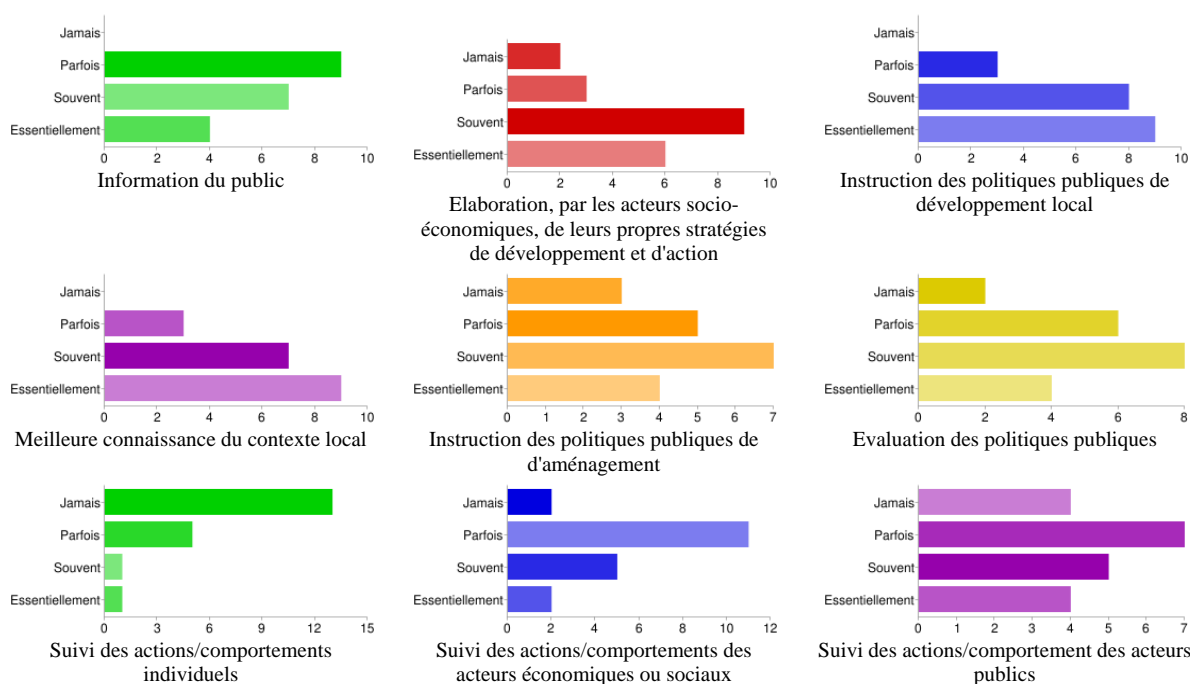 Jamais
Parfois
Souvent
Essentiellement
0 2 4 6 8 10
Information du public
Jamais
Parfois
Souvent
Essentiellement
0 2 4 6 8 10
Elaboration, par les acteurs socio-
économiques, de leurs propres stratégies
de développement et d'action
Jamais
Parfois
Souvent
Essentiellement
0 2 4 6 8 10
Instruction des politiques publiques de
développement local
Jamais
Parfois
Souvent
Essentiellement
0 2 4 6 8 10
Meilleure connaissance du contexte local
Jamais
Parfois
Souvent
Essentiellement
0 1 2 3 4 5 6 7
Instruction des politiques publiques de
d'aménagement
Jamais
Parfois
Souvent
Essentiellement
0 2 4 6 8
Evaluation des politiques publiques
Jamais
Parfois
Souvent
Essentiellement
0 3 6 9 12 15
Suivi des actions/comportements
individuels
Jamais
Parfois
Souvent
Essentiellement
0 2 4 6 8 10 12
Suivi des actions/comportements des
acteurs économiques ou sociaux
Jamais
Parfois
Souvent
Essentiellement
0 1 2 3 4 5 6 7
Suivi des actions/comportement des acteurs
publics